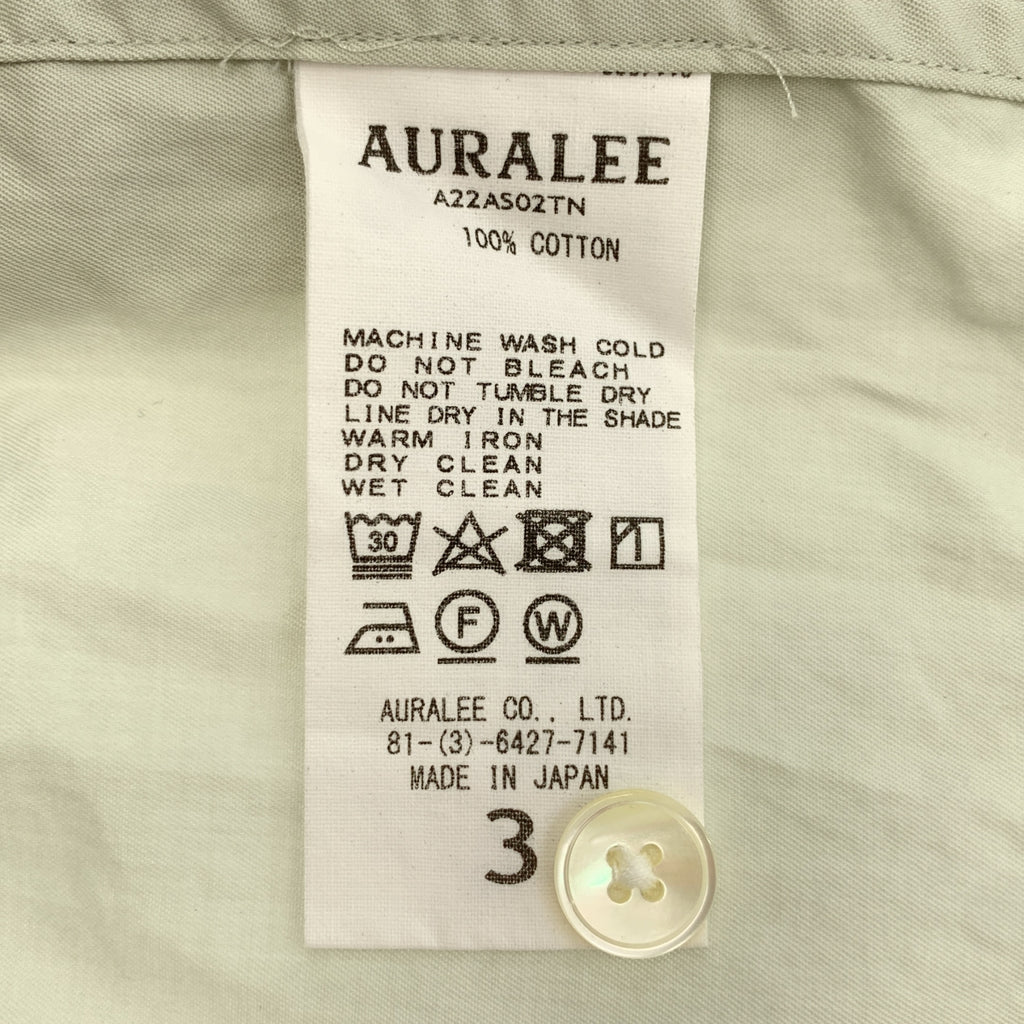 AURALEE
A22AS02TN
100% COTTON
MACHINE WASH COLD
DO NOT BLEACH
DO NOT TUMBLE DRY
LINE DRY IN THE SHADE
WARM IRON
DRY CLEAN
WET CLEAN
30
F W
AURALEE CO., LTD.
81-(3)-6427-7141
MADE IN JAPAN
3